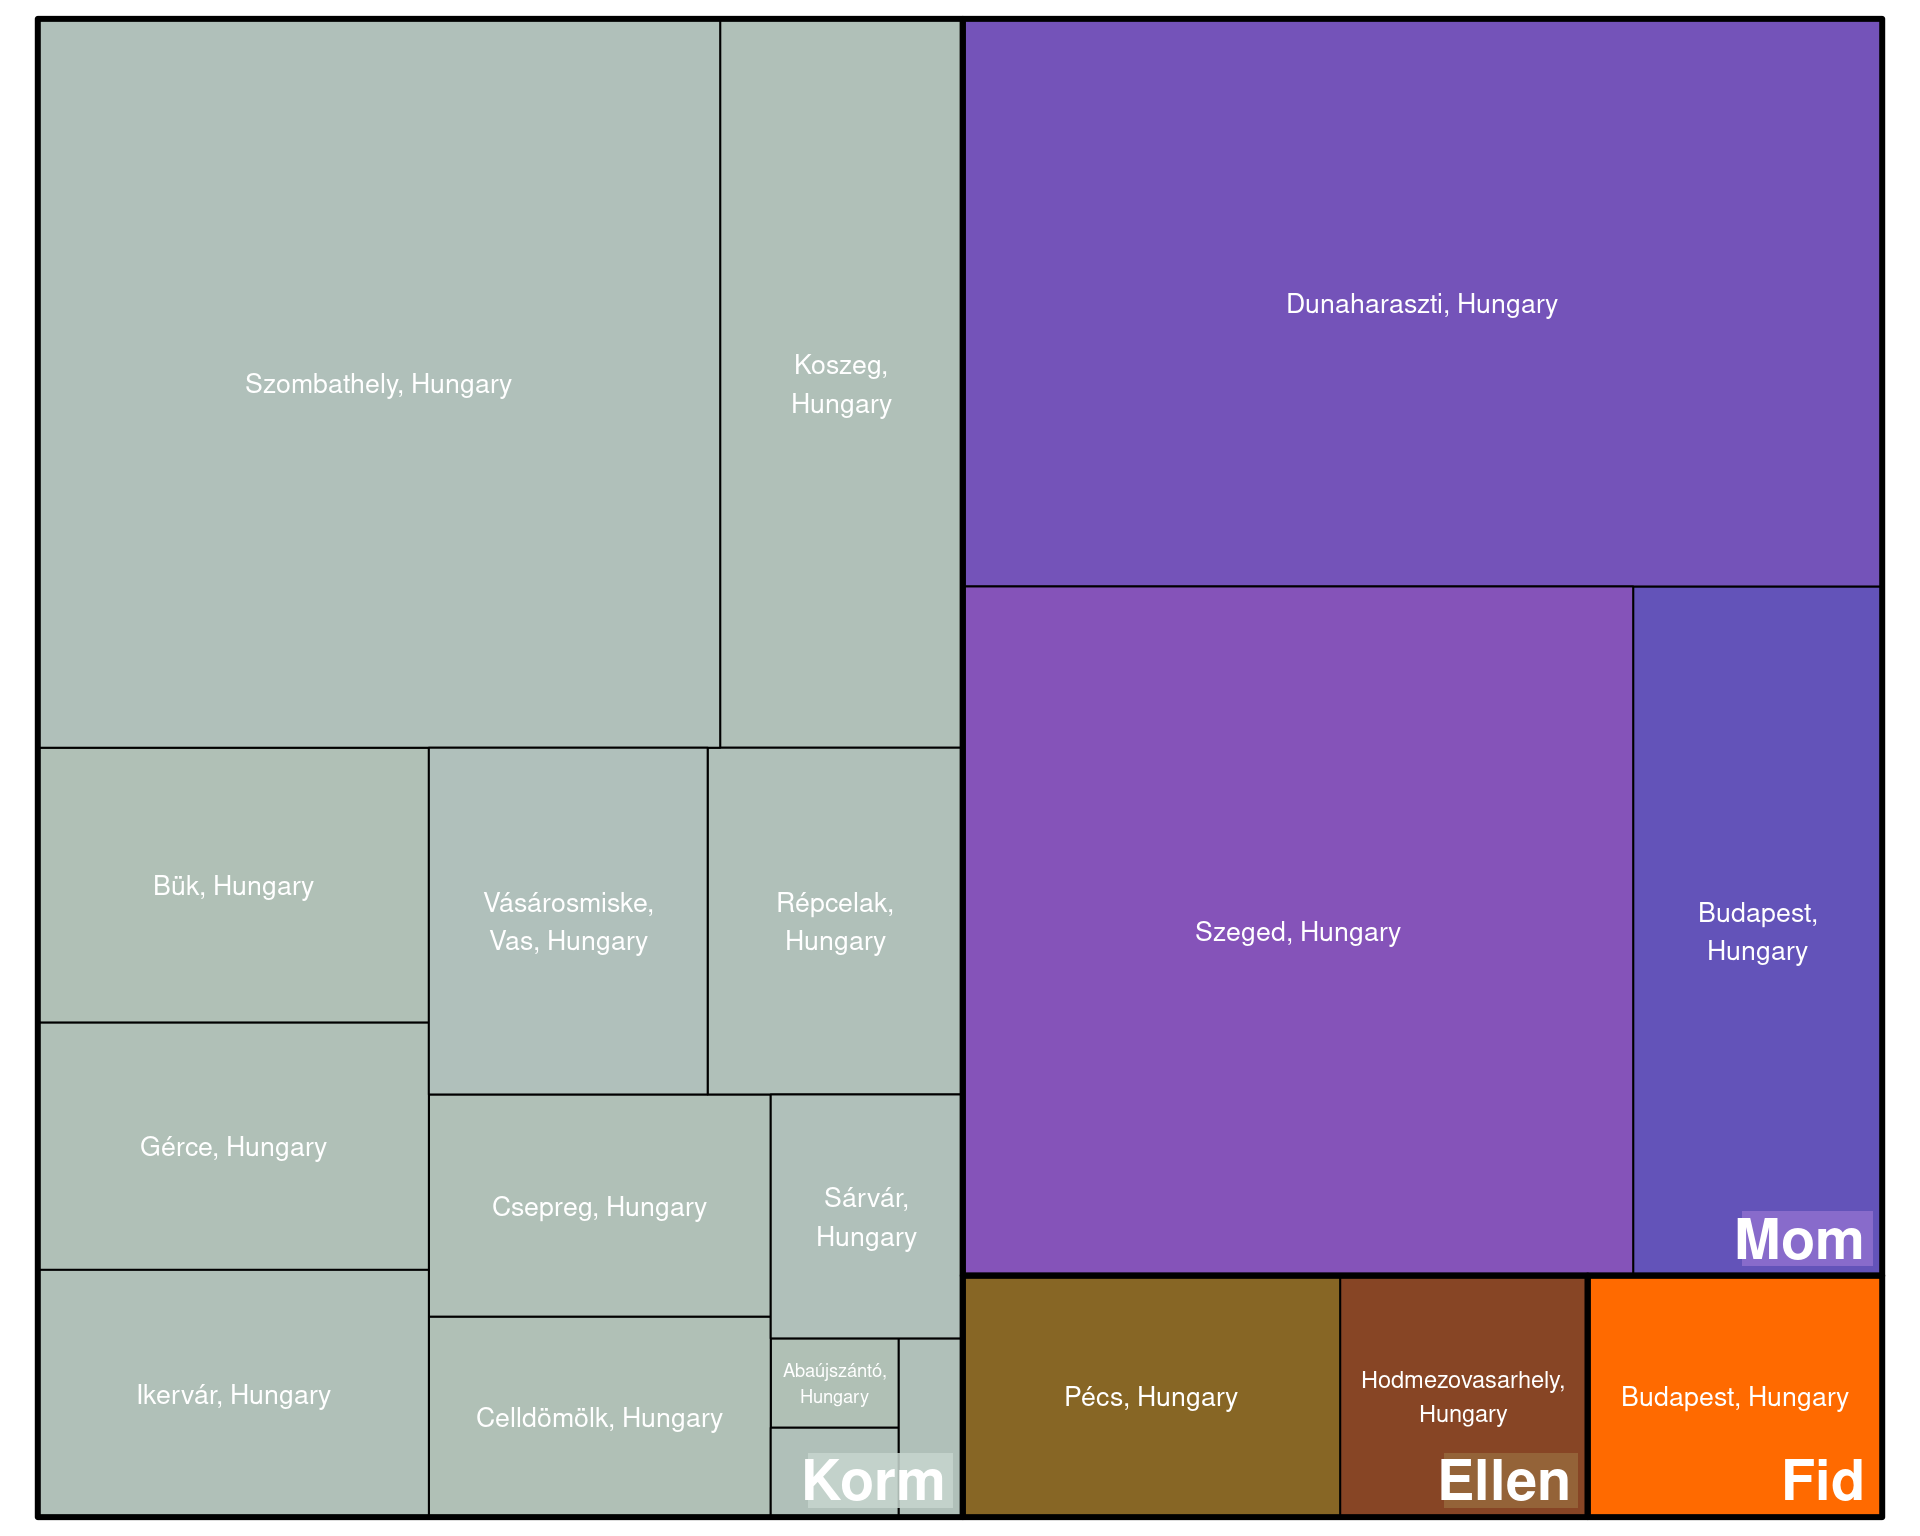 Szombathely, Hungary
Koszeg,
Hungary
Bük, Hungary
Vásárosmiske,
Vas, Hungary
Répcelak,
Hungary
Gérce, Hungary
Csepreg, Hungary
Sárvár,
Hungary
Ikervár, Hungary
Celldömölk, Hungary
Abaújszántó,
Hungary
Korm
Dunaharaszti, Hungary
Szeged, Hungary
Budapest,
Hungary
Mom
Pécs, Hungary
Hodmezovasarhely,
Hungary
Ellen
Budapest, Hungary
Fid